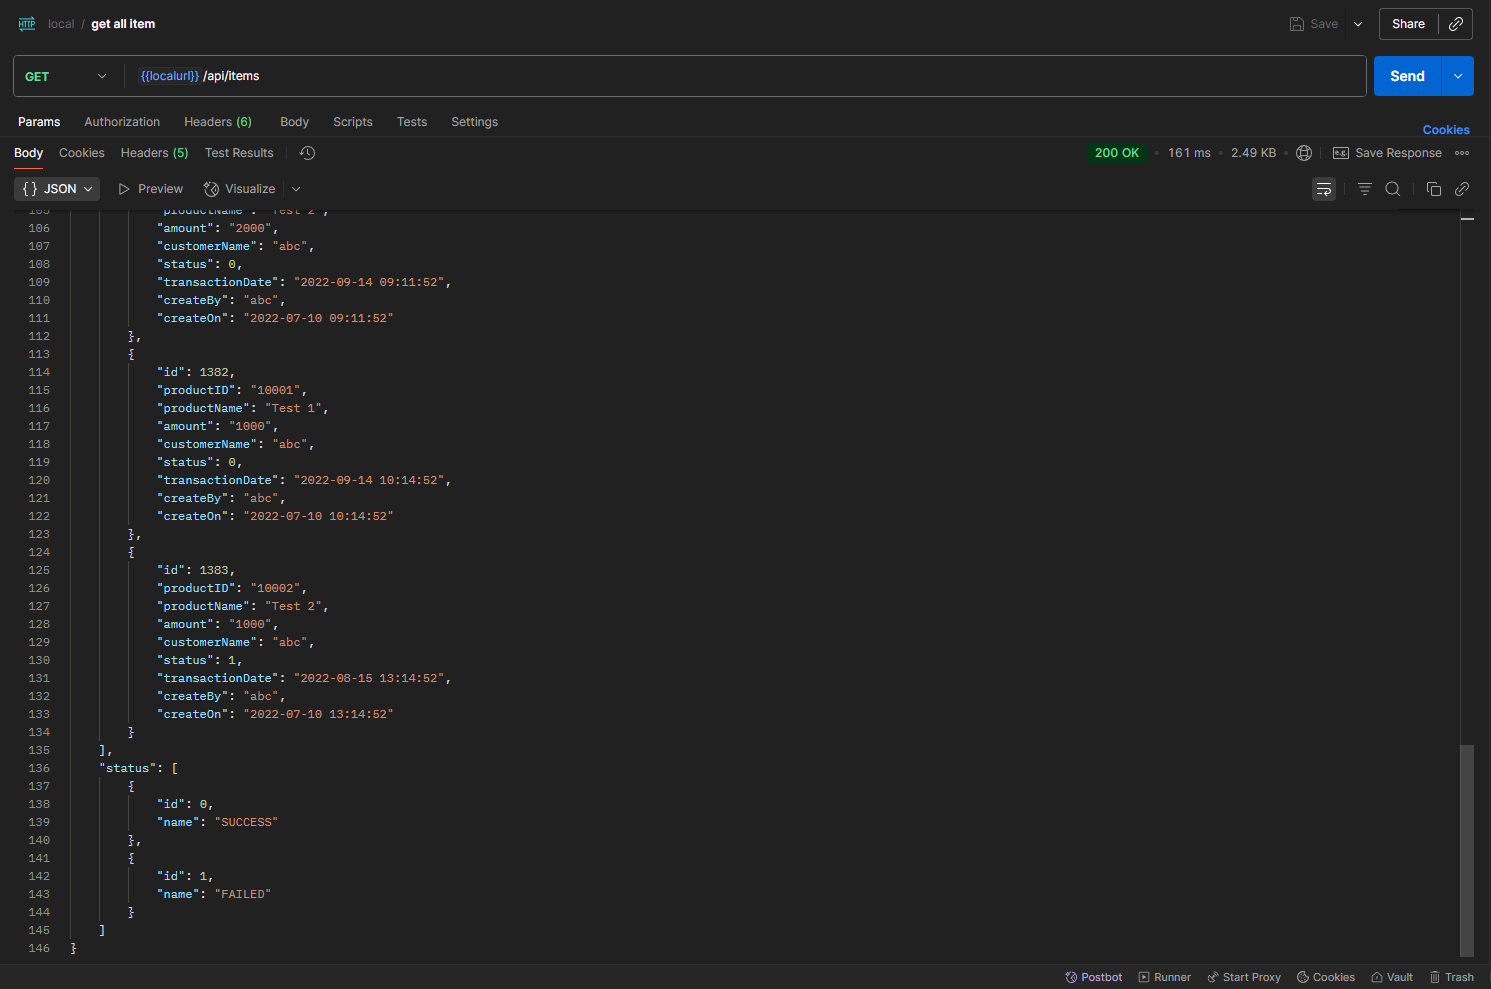 local / get all item
Save
Share
GET
{{localurl}} /api/items
Send
Params Authorization Headers (6) Body Scripts Tests Settings
Cookies
Body Cookies Headers (5) Test Results
200 OK • 161 ms • 2.49 KB • Save Response
{} JSON Preview Visualize
105 "productName": "Test 2",
106 "amount": "2000",
107 "customerName": "abc",
108 "status": 0,
109 "transactionDate": "2022-09-14 09:11:52",
110 "createBy": "abc",
111 "createOn": "2022-07-10 09:11:52"
112 },
113 {
114 "id": 1382,
115 "productID": "10001",
116 "productName": "Test 1",
117 "amount": "1000",
118 "customerName": "abc",
119 "status": 0,
120 "transactionDate": "2022-09-14 10:14:52",
121 "createBy": "abc",
122 "createOn": "2022-07-10 10:14:52"
123 },
124 {
125 "id": 1383,
126 "productID": "10002",
127 "productName": "Test 2",
128 "amount": "1000",
129 "customerName": "abc",
130 "status": 1,
131 "transactionDate": "2022-08-15 13:14:52",
132 "createBy": "abc",
133 "createOn": "2022-07-10 13:14:52"
134 }
135 ],
136 "status": [
137 {
138 "id": 0,
139 "name": "SUCCESS"
140 },
141 {
142 "id": 1,
143 "name": "FAILED"
144 }
145 ]
146 }
Postbot Runner Start Proxy Cookies Vault Trash